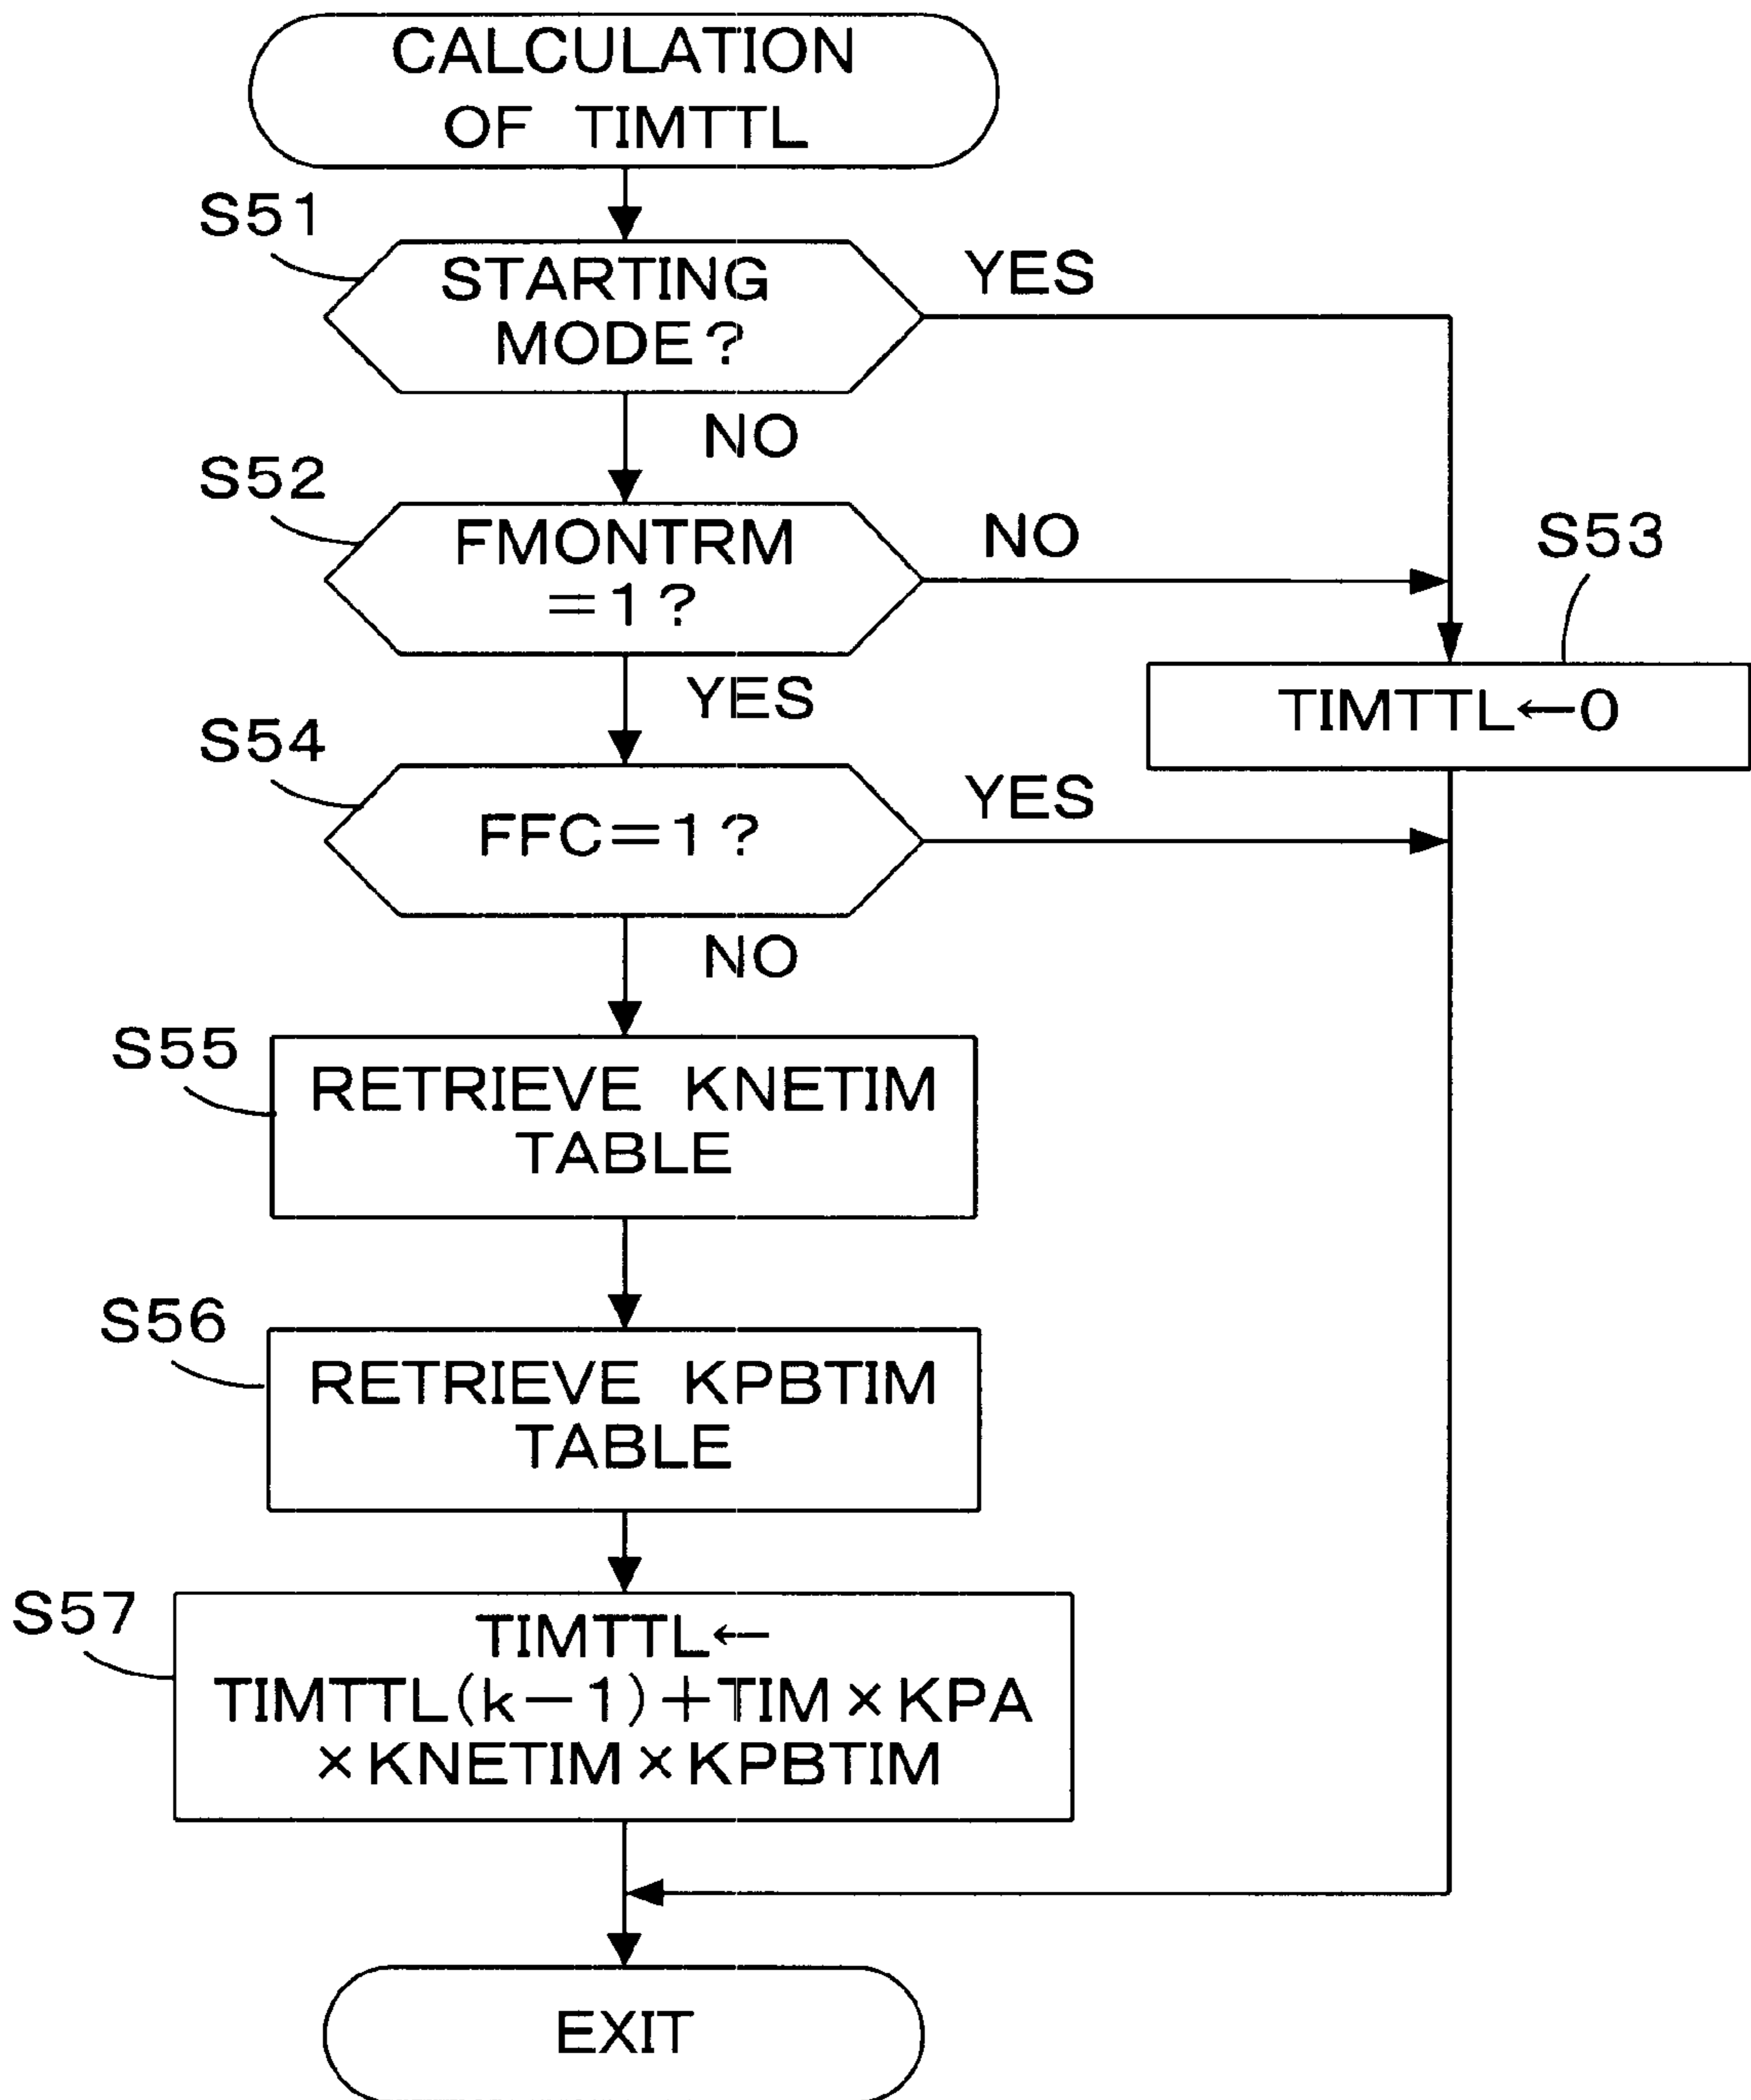 CALCULATION
OF TIMTTL
S51
STARTING
MODE?
YES
NO
S52
FMONTRM
=1?
NO
S53
TIMTTL←0
YES
S54
FFC=1?
YES
NO
S55
RETRIEVE KNETIM
TABLE
S56
RETRIEVE KPBTIM
TABLE
S57
TIMTTL←
TIMTTL(k-1)+TIM×KPA
×KNETIM×KPBTIM
EXIT